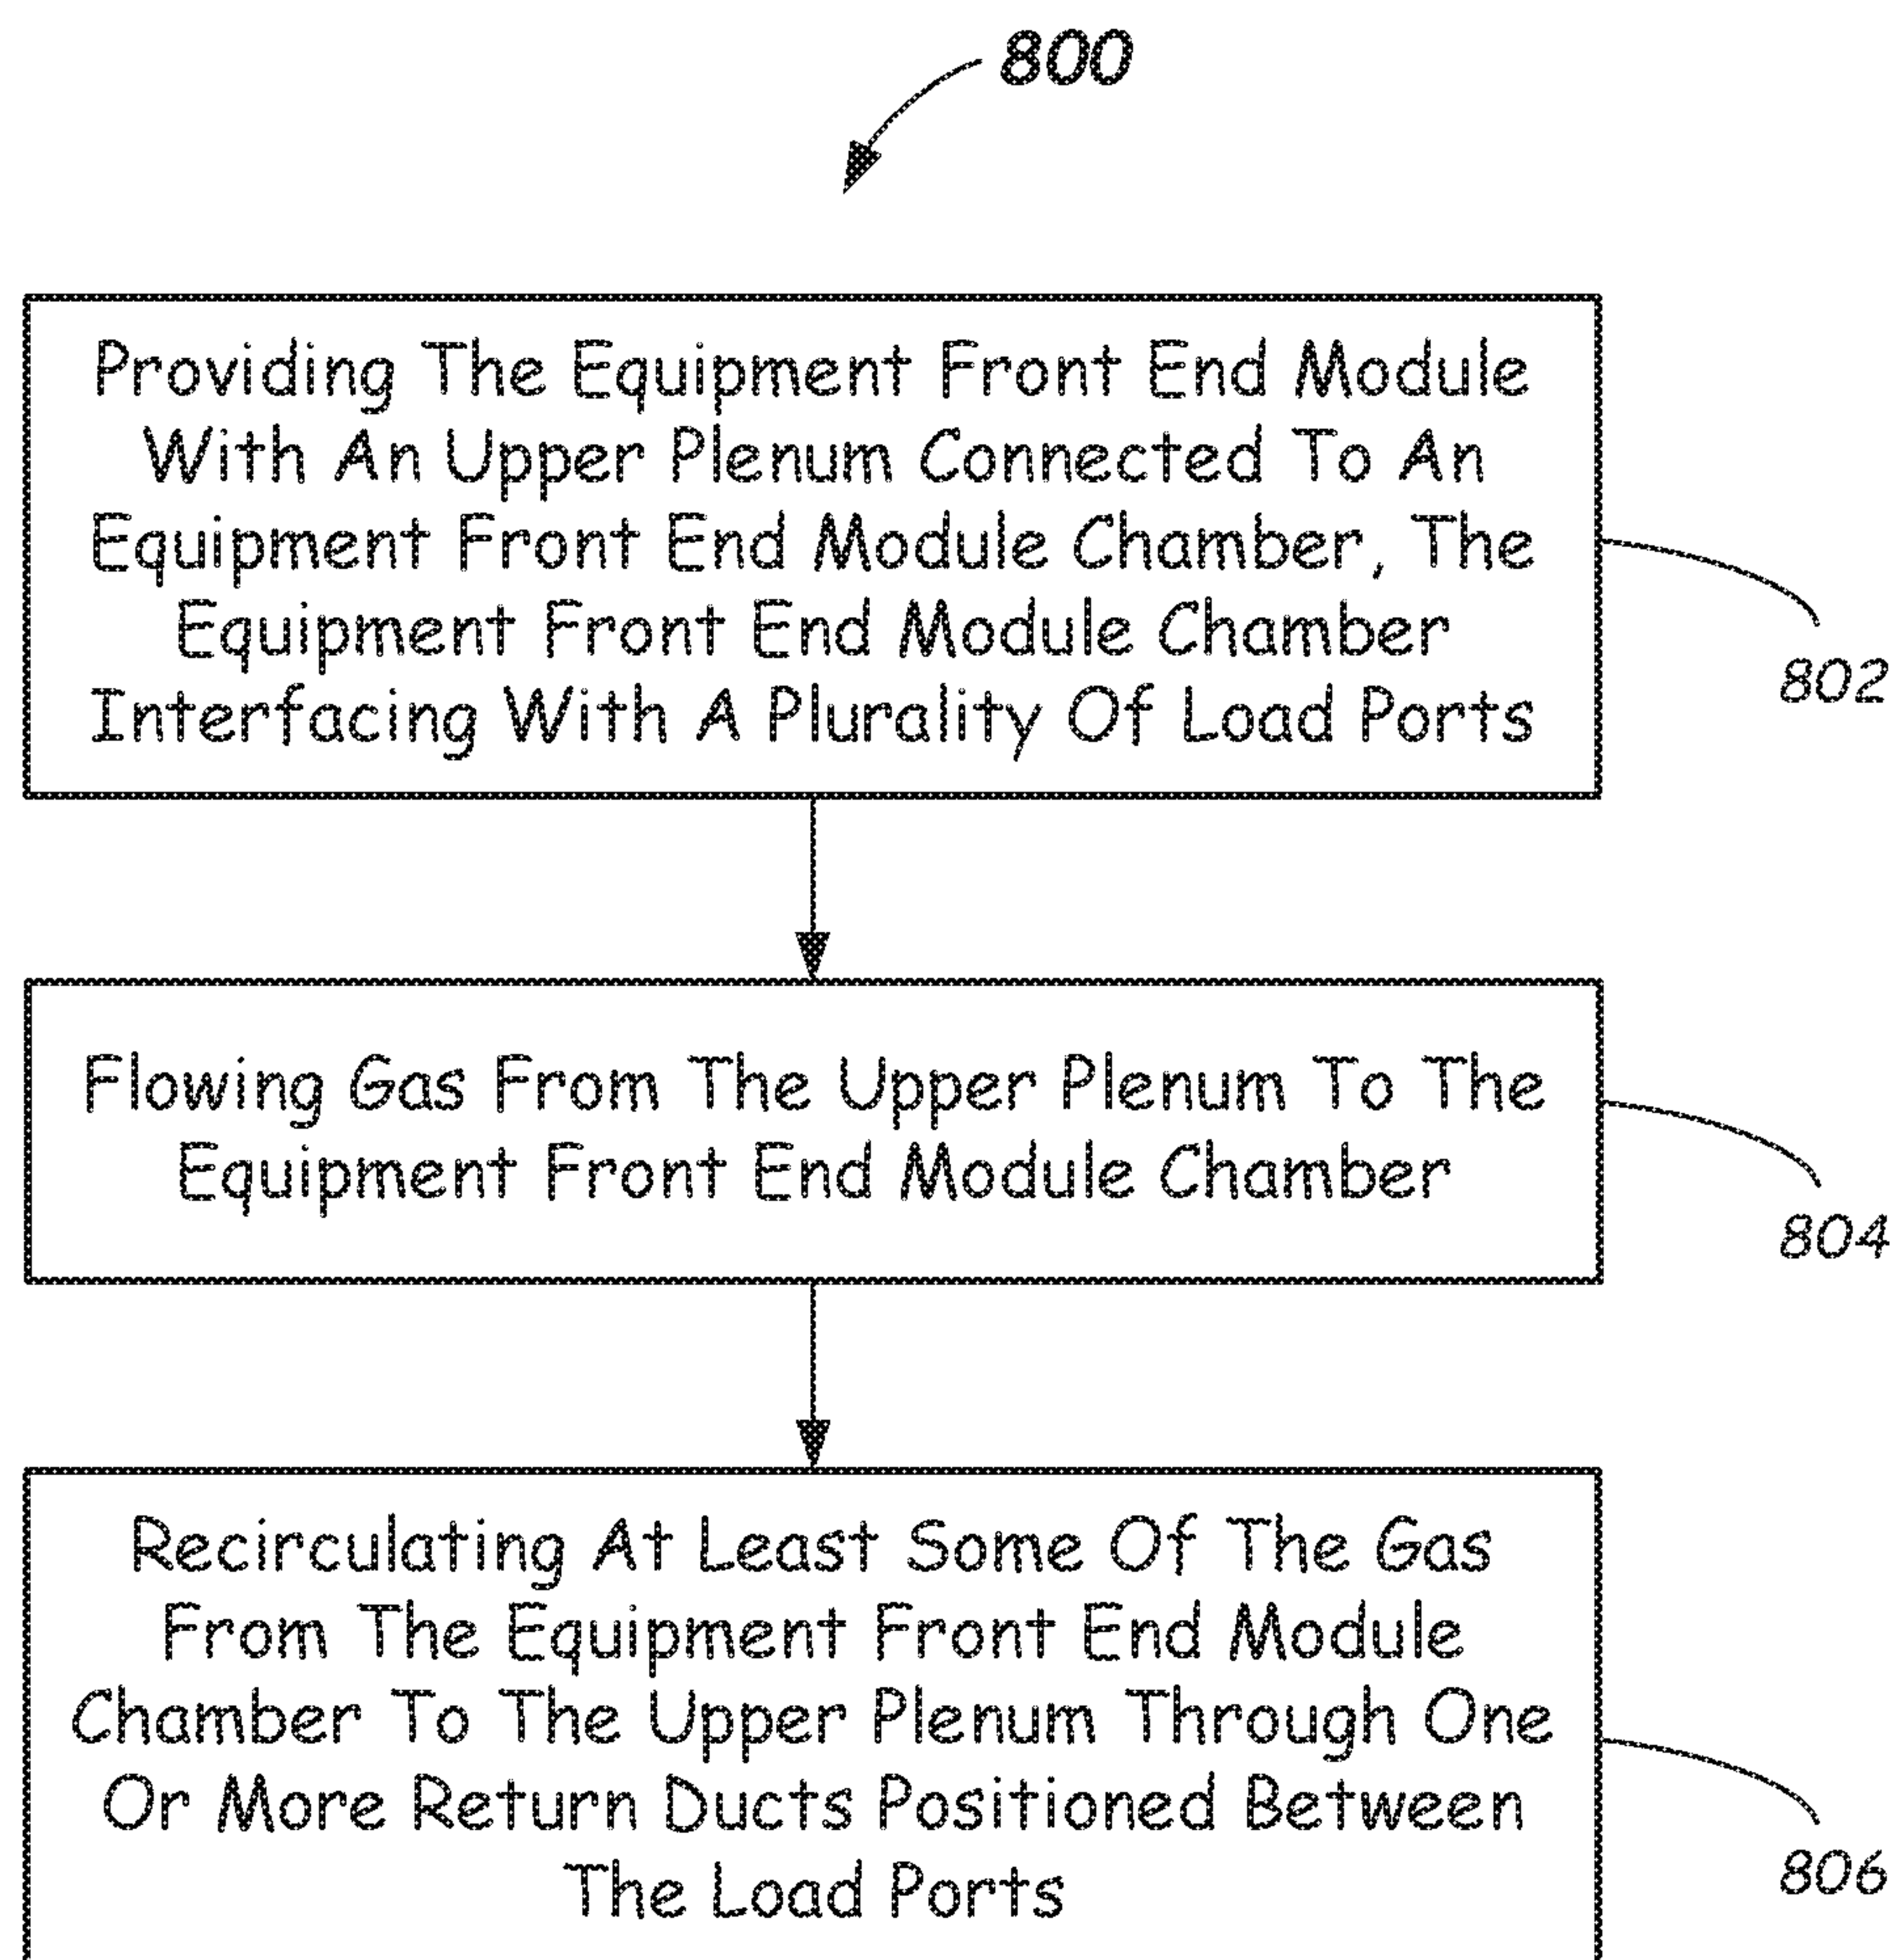 800
Providing The Equipment Front End Module
With An Upper Plenum Connected To An
Equipment Front End Module Chamber, The
Equipment Front End Module Chamber
Interfacing With A Plurality Of Load Ports
802
Flowing Gas From The Upper Plenum To The
Equipment Front End Module Chamber
804
Recirculating At Least Some Of The Gas
From The Equipment Front End Module
Chamber To The Upper Plenum Through One
Or More Return Ducts Positioned Between
The Load Ports
806